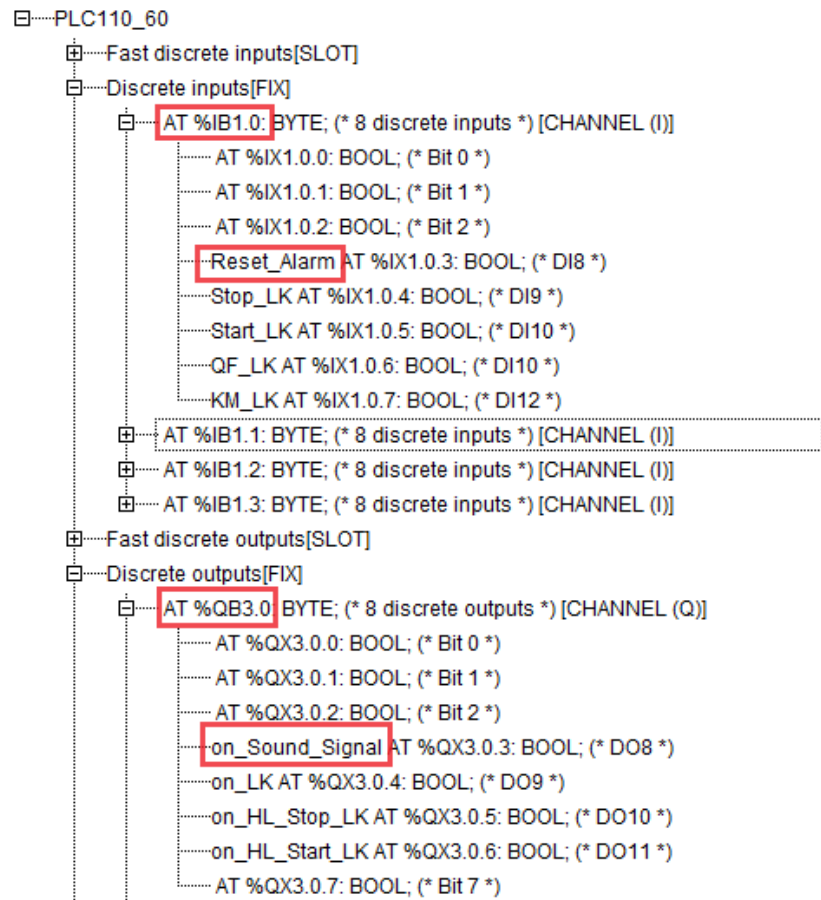 PLC110_60
Fast discrete inputs[SLOT]
Discrete inputs[FIX]
AT %IB1.0: BYTE; (* 8 discrete inputs *) [CHANNEL (I)]
AT %IX1.0.0: BOOL; (* Bit 0 *)
AT %IX1.0.1: BOOL; (* Bit 1 *)
AT %IX1.0.2: BOOL; (* Bit 2 *)
Reset_Alarm AT %IX1.0.3: BOOL; (* DI8 *)
Stop_LK AT %IX1.0.4: BOOL; (* DI9 *)
Start_LK AT %IX1.0.5: BOOL; (* DI10 *)
QF_LK AT %IX1.0.6: BOOL; (* DI10 *)
KM_LK AT %IX1.0.7: BOOL; (* DI12 *)
AT %IB1.1: BYTE; (* 8 discrete inputs *) [CHANNEL (I)]
AT %IB1.2: BYTE; (* 8 discrete inputs *) [CHANNEL (I)]
AT %IB1.3: BYTE; (* 8 discrete inputs *) [CHANNEL (I)]
Fast discrete outputs[SLOT]
Discrete outputs[FIX]
AT %QB3.0: BYTE; (* 8 discrete outputs *) [CHANNEL (Q)]
AT %QX3.0.0: BOOL; (* Bit 0 *)
AT %QX3.0.1: BOOL; (* Bit 1 *)
AT %QX3.0.2: BOOL; (* Bit 2 *)
on_Sound_Signal AT %QX3.0.3: BOOL; (* DO8 *)
on_LK AT %QX3.0.4: BOOL; (* DO9 *)
on_HL_Stop_LK AT %QX3.0.5: BOOL; (* DO10 *)
on_HL_Start_LK AT %QX3.0.6: BOOL; (* DO11 *)
AT %QX3.0.7: BOOL; (* Bit 7 *)